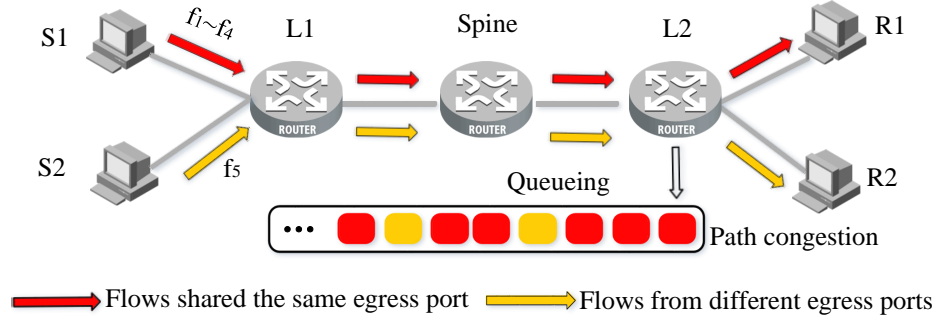 S1
f₁~f₄
L1
Spine
L2
R1
ROUTER
ROUTER
ROUTER
S2
f₅
R2
Queueing
...
Path congestion
Flows shared the same egress port
Flows from different egress ports